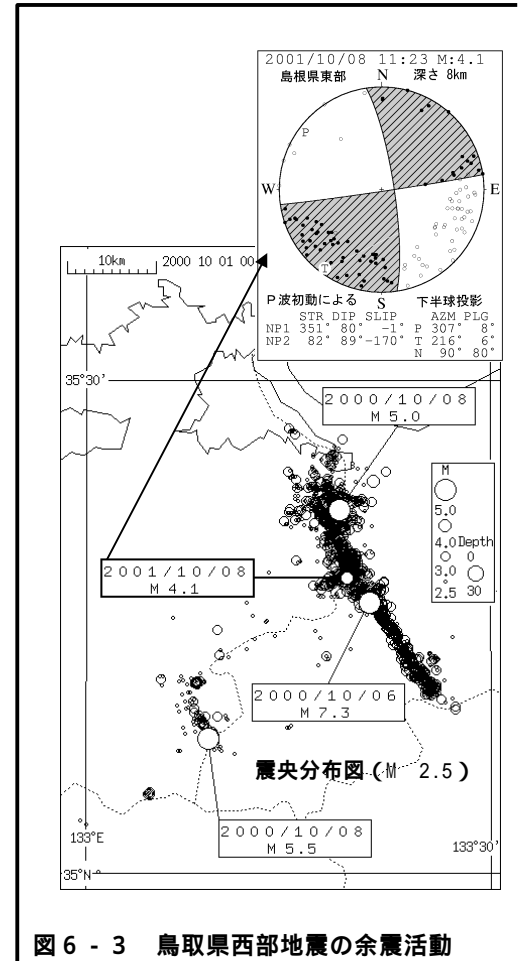 2001/10/08 11:23 M:4.1
島根県東部 N 深さ 8km
P
W E
T
S
P波初動による 下半球投影
STR DIP SLIP AZM PLG
NP1 351° 80° -1° P 307° 8°
NP2 82° 89°-170° T 216° 6°
N 90° 80°
10km 2000 10 01 00
35°30'
2000/10/08
M 5.0
M
5.0
4.0 Depth
3.0 0
2.5 30
2001/10/08
M 4.1
2000/10/06
M 7.3
震央分布図(M 2.5)
2000/10/08
M 5.5
133°E
133°30'
35°N
図6-3 鳥取県西部地震の余震活動